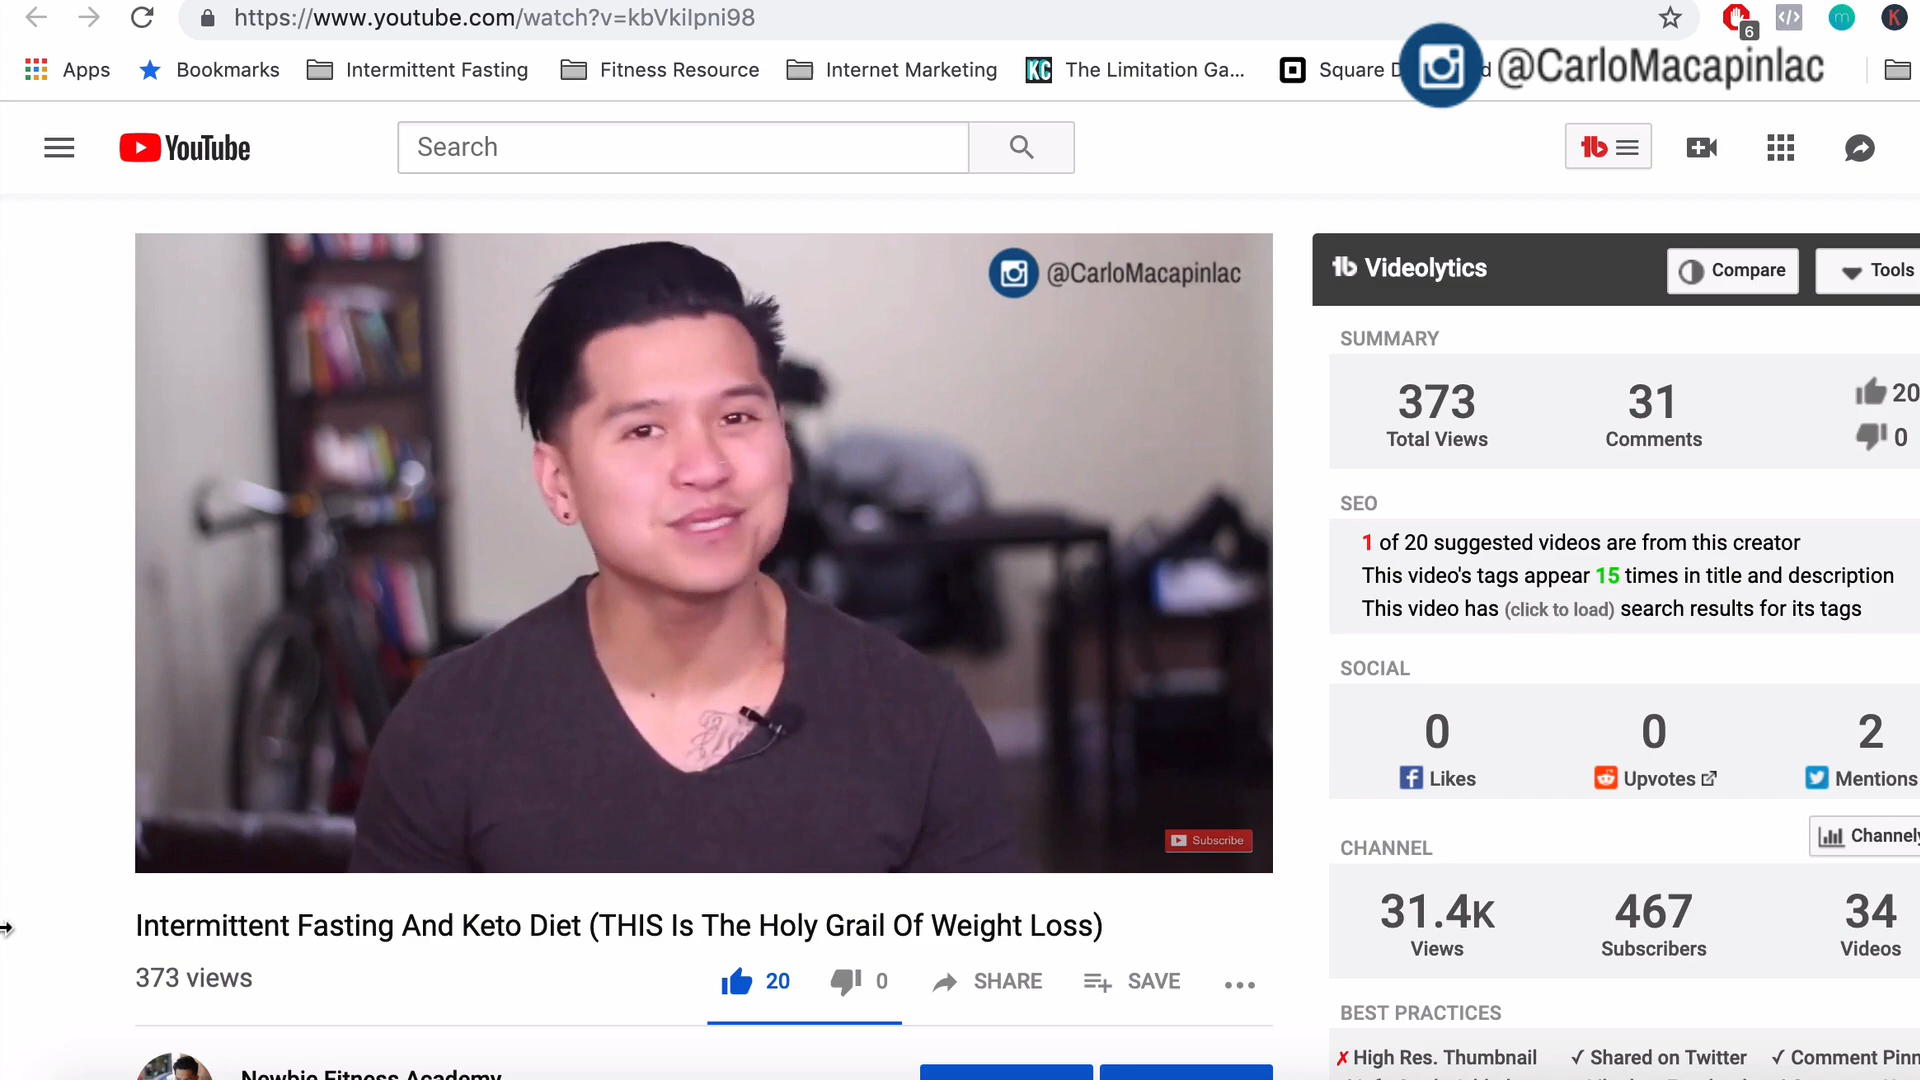 https://www.youtube.com/watch?v=kbVkiIpni98
6
Apps
Bookmarks
Intermittent Fasting
Fitness Resource
Internet Marketing
KC The Limitation Ga...
Square D
@CarloMacapinlac
YouTube
Search
@CarloMacapinlac
Subscribe
Videolytics
Compare
Tools
SUMMARY
373
Total Views
31
Comments
20
0
SEO
1 of 20 suggested videos are from this creator
This video's tags appear 15 times in title and description
This video has (click to load) search results for its tags
SOCIAL
0
Likes
0
Upvotes
2
Mentions
CHANNEL
Channely
31.4K
Views
467
Subscribers
34
Videos
BEST PRACTICES
✗ High Res. Thumbnail
✓ Shared on Twitter
✓ Comment Pinn
Intermittent Fasting And Keto Diet (THIS Is The Holy Grail Of Weight Loss)
373 views
20
0
SHARE
SAVE
Newbie Fitness Academy